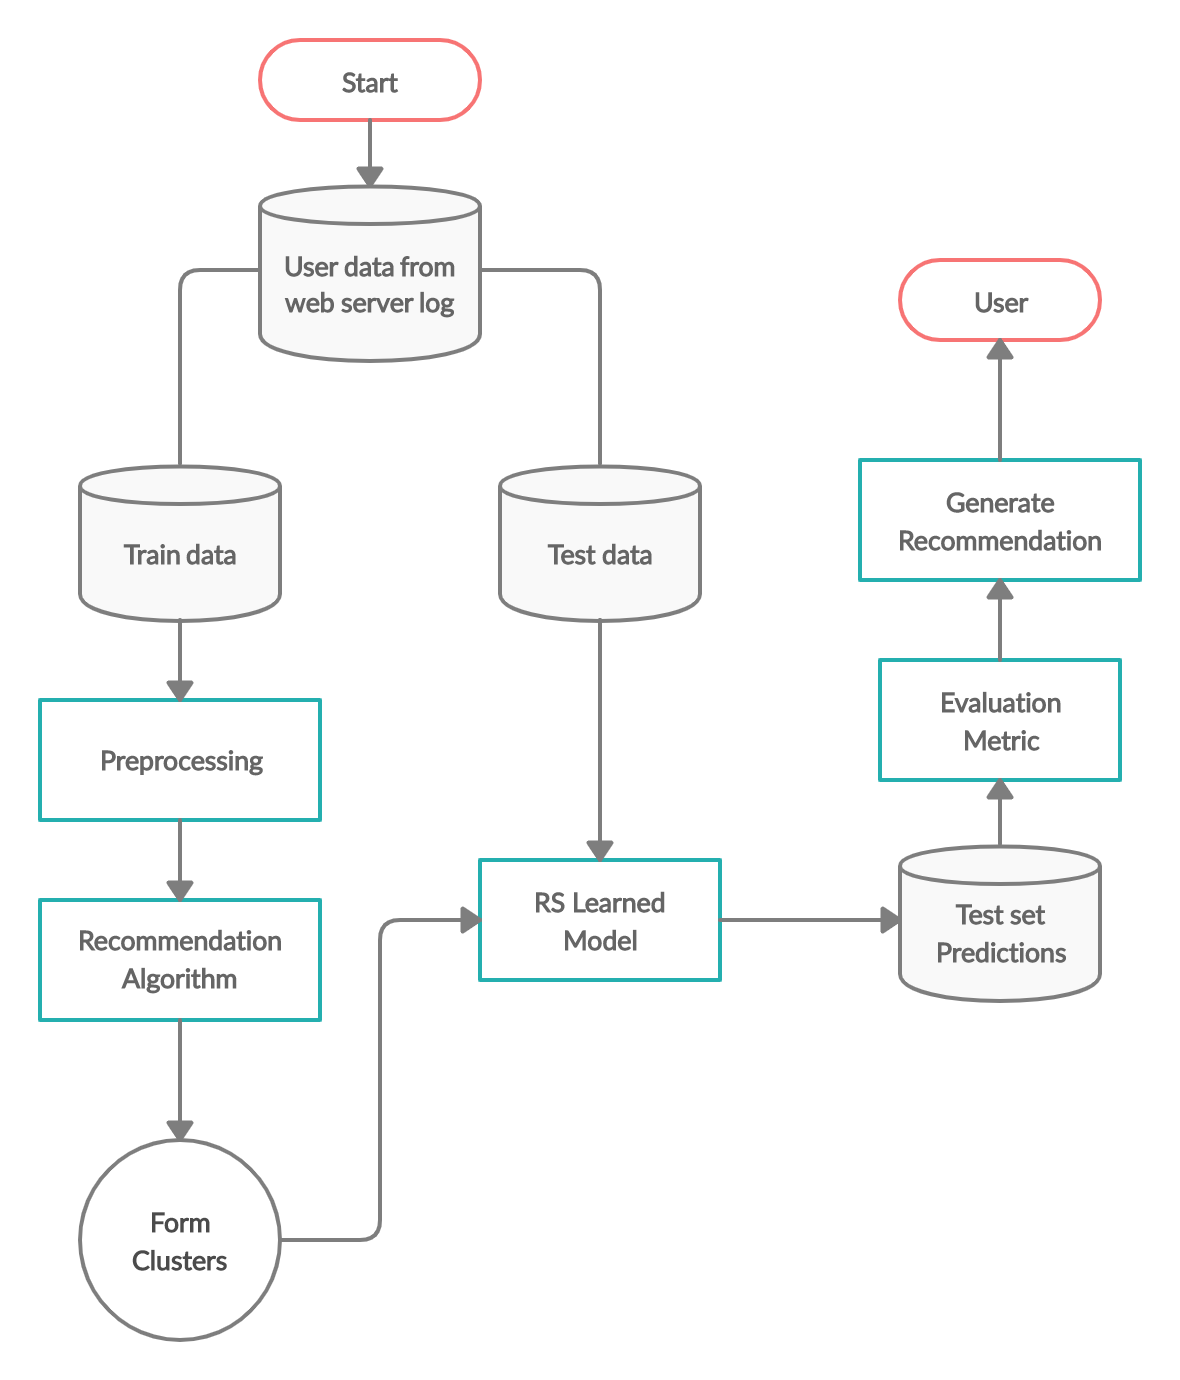 Start
User data from
web server log
Train data
Test data
Preprocessing
Recommendation
Algorithm
Form
Clusters
RS Learned
Model
Test set
Predictions
Evaluation
Metric
Generate
Recommendation
User